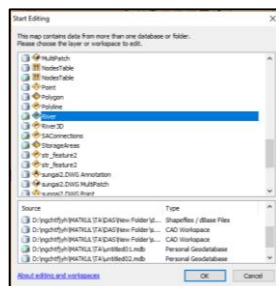 Start Editing
This map contains data from more than one database or folder.
Please choose the layer or workspace to edit.
MultiPatch
NodesTable
NodesTable
Point
Polygon
Polyline
River
River3D
SAConnections
StorageAreas
str_feature2
str_feature2
sungai2.DWG Annotation
sungai2.DWG MultiPatch
sungai2.DWG Point
Source Type
Shapefiles / dBase Files
CAD Workspace
CAD Workspace
Personal Geodatabase
Personal Geodatabase
About editing and workspaces
OK Cancel